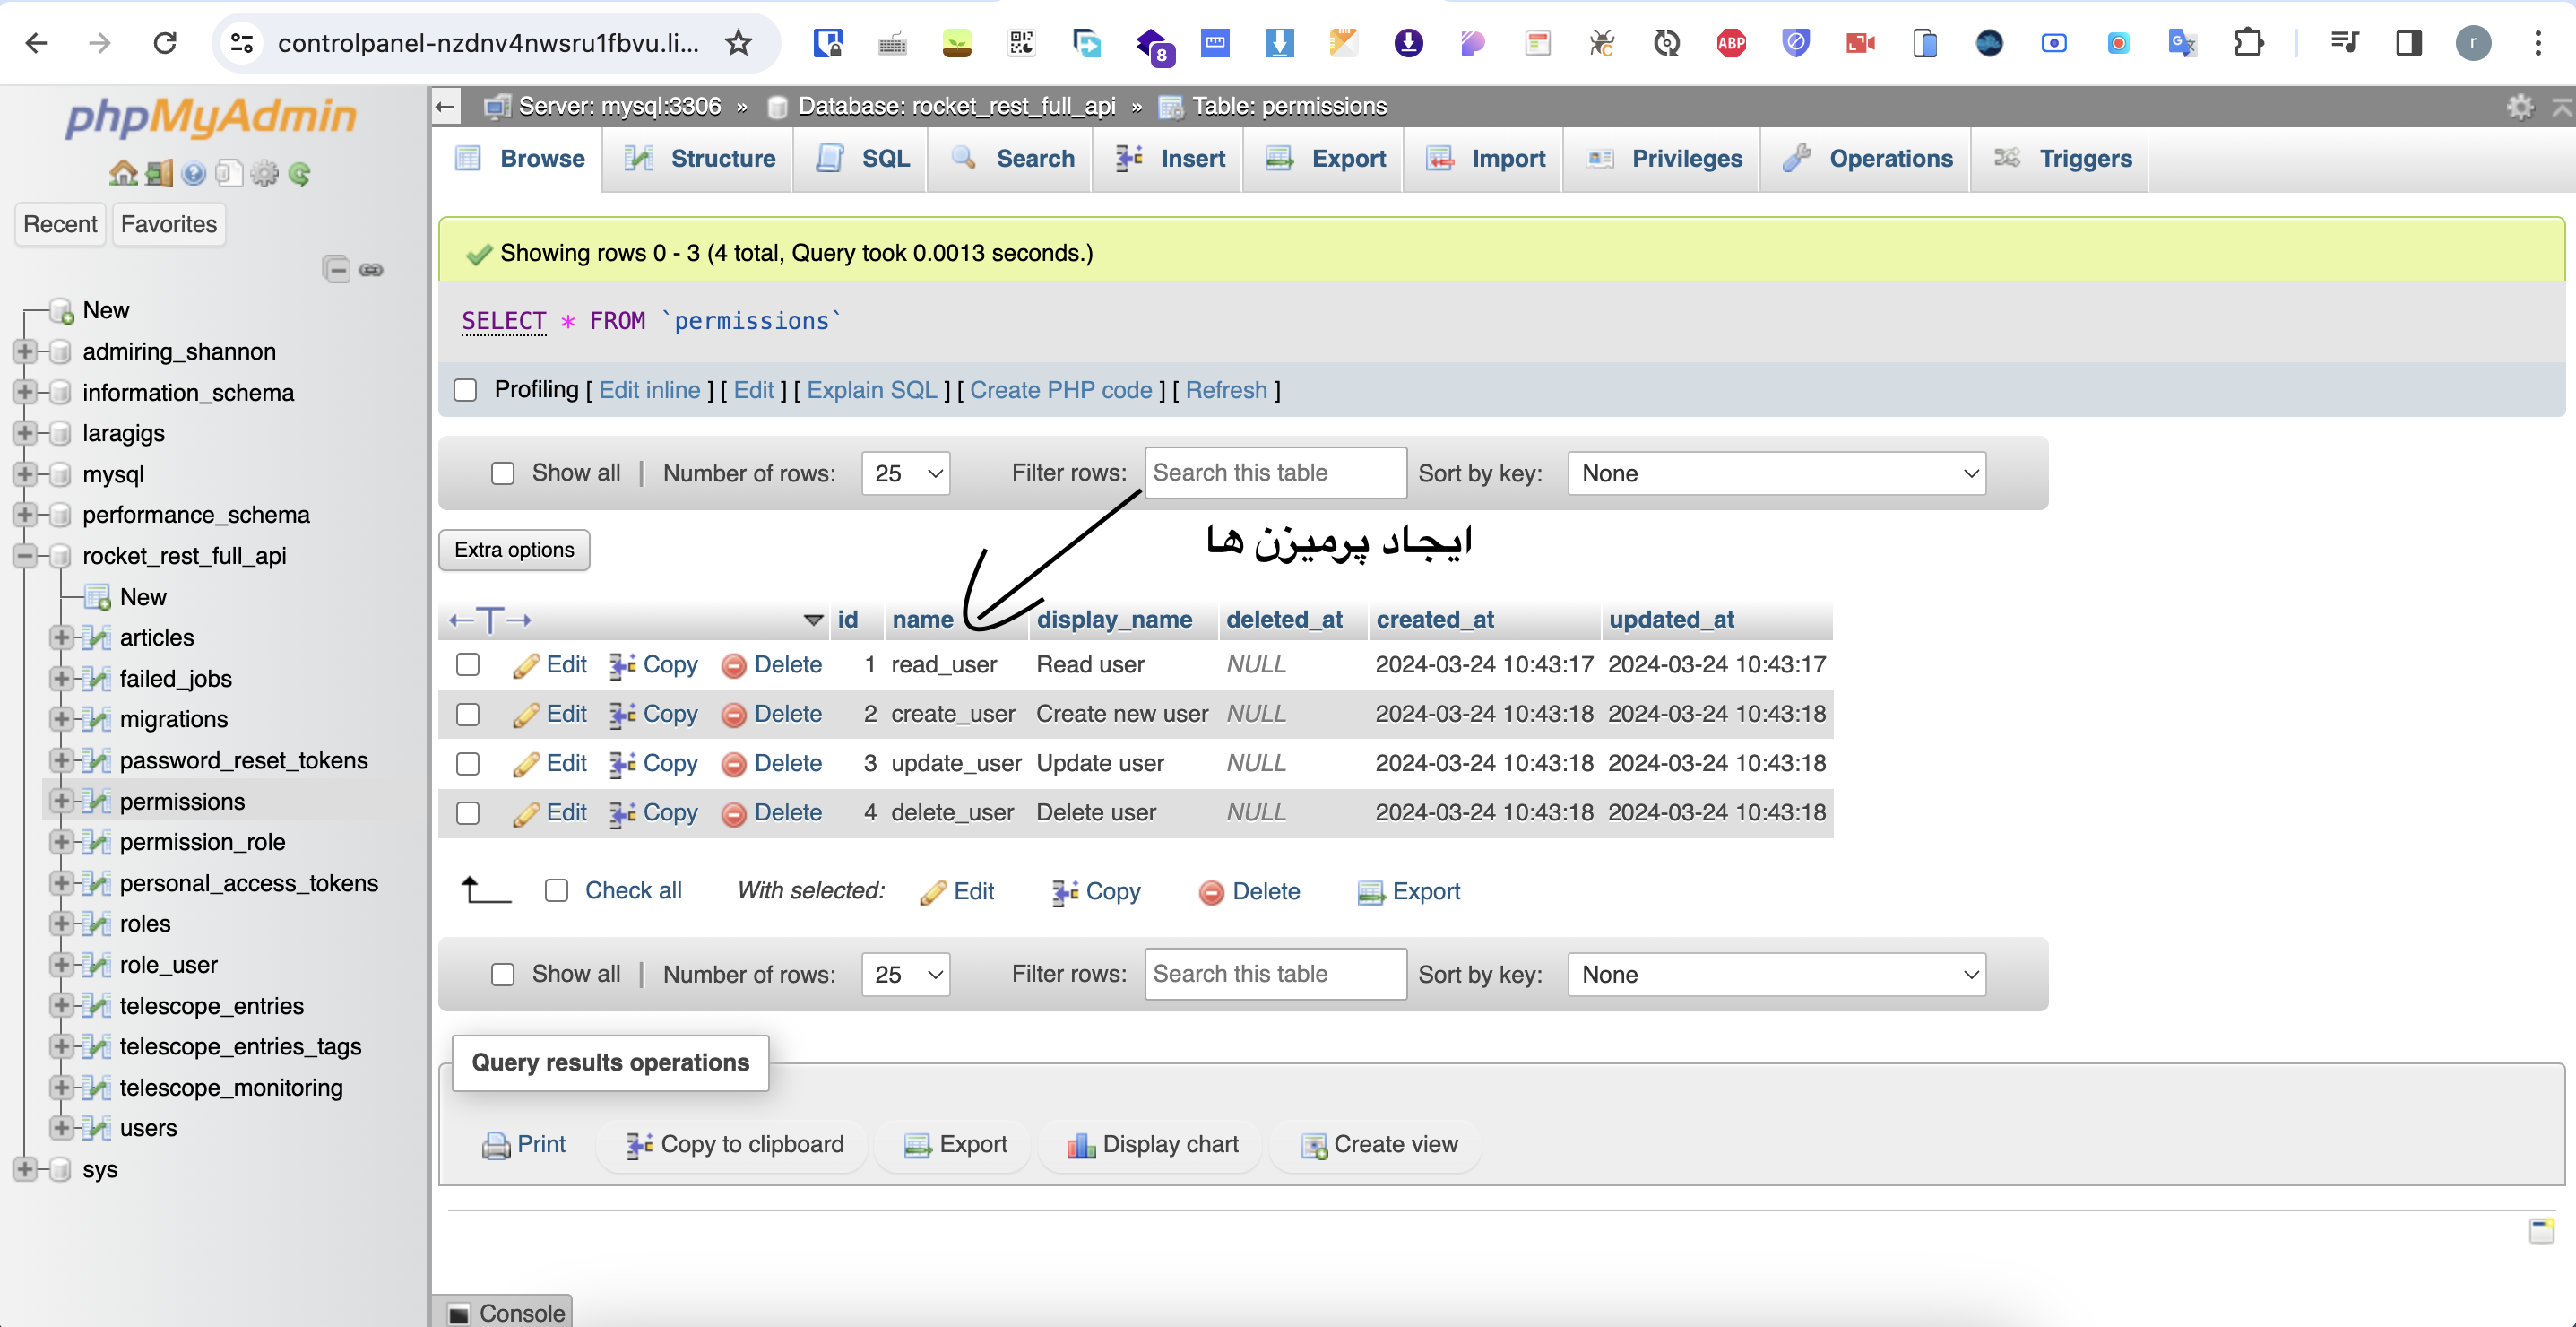 controlpanel-nzdnv4nwsru1fbvu.li...
8
ABP
r
phpMyAdmin
Recent
Favorites
New
admiring_shannon
information_schema
laragigs
mysql
performance_schema
rocket_rest_full_api
New
articles
failed_jobs
migrations
password_reset_tokens
permissions
permission_role
personal_access_tokens
roles
role_user
telescope_entries
telescope_entries_tags
telescope_monitoring
users
sys
Server: mysql:3306 » Database: rocket_rest_full_api » Table: permissions
Browse Structure SQL Search Insert Export Import Privileges Operations Triggers
Showing rows 0 - 3 (4 total, Query took 0.0013 seconds.)
SELECT * FROM `permissions`
Profiling [ Edit inline ] [ Edit ] [ Explain SQL ] [ Create PHP code ] [ Refresh ]
Show all | Number of rows: 25 Filter rows: Search this table Sort by key: None
ایجاد پرمیزن ها
Extra options
←T→ id name display_name deleted_at created_at updated_at
Edit Copy Delete 1 read_user Read user NULL 2024-03-24 10:43:17 2024-03-24 10:43:17
Edit Copy Delete 2 create_user Create new user NULL 2024-03-24 10:43:18 2024-03-24 10:43:18
Edit Copy Delete 3 update_user Update user NULL 2024-03-24 10:43:18 2024-03-24 10:43:18
Edit Copy Delete 4 delete_user Delete user NULL 2024-03-24 10:43:18 2024-03-24 10:43:18
Check all With selected: Edit Copy Delete Export
Show all | Number of rows: 25 Filter rows: Search this table Sort by key: None
Query results operations
Print Copy to clipboard Export Display chart Create view
Console